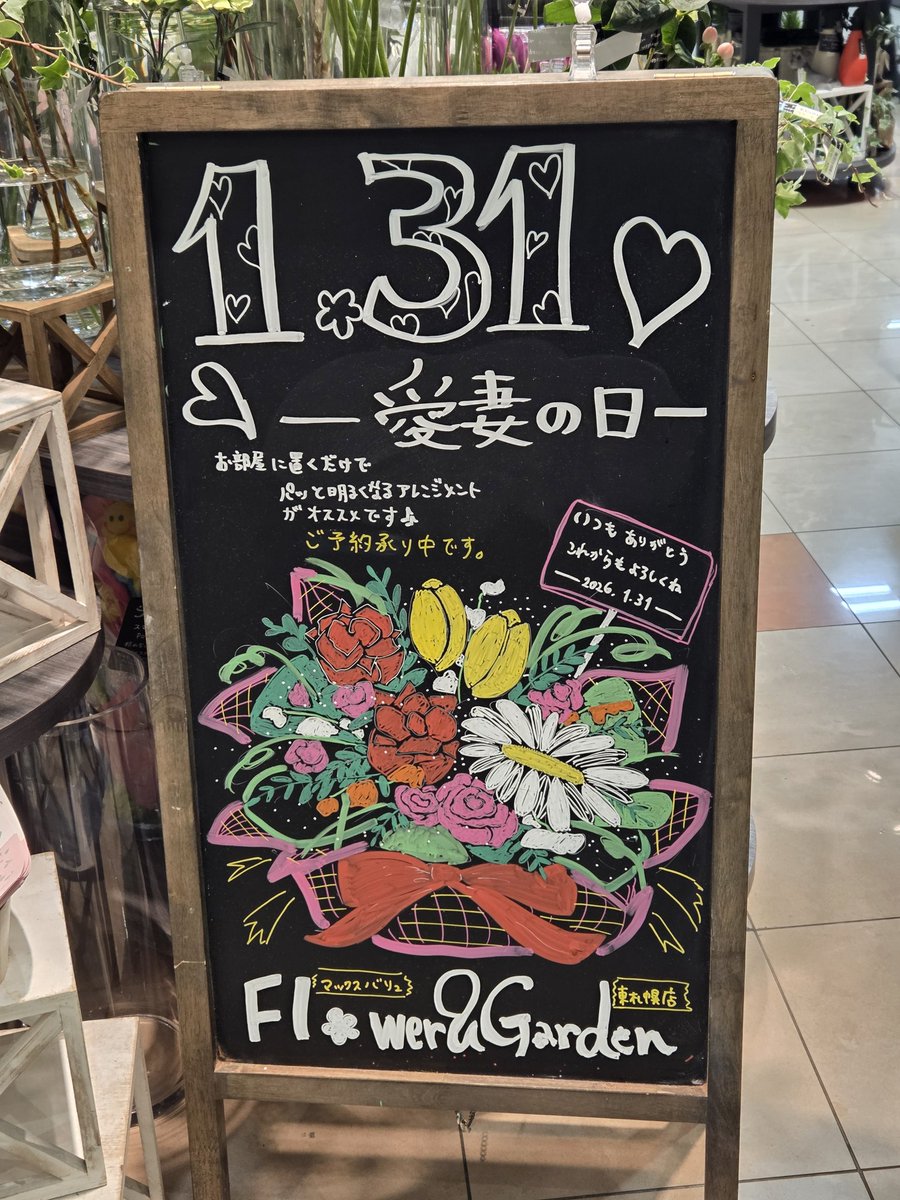 1.31
ー愛妻の日ー
お部屋に置くだけで
パッと明るくなるアレンジメント
がオススメです♪
ご予約承り中です。
いつもありがとう
これからもよろしくね
ー2026.1.31ー
マックスバリュ
東札幌店
Flower&Garden